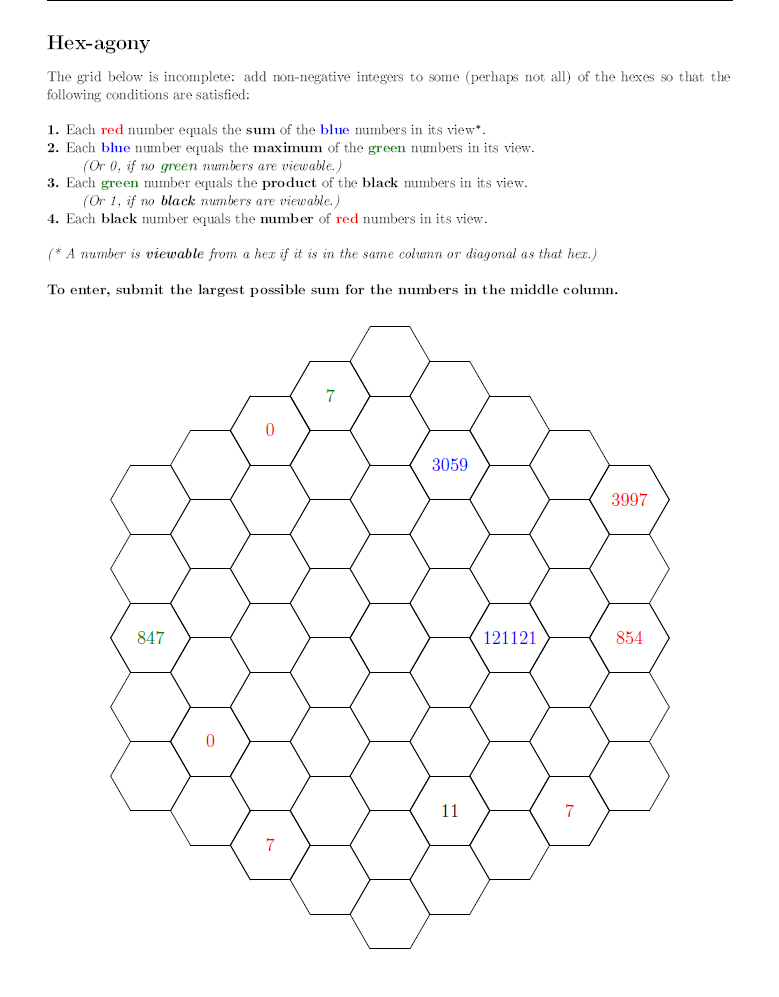 Hex-agony
The grid below is incomplete: add non-negative integers to some (perhaps not all) of the hexes so that the
following conditions are satisfied:
1. Each red number equals the sum of the blue numbers in its view*.
2. Each blue number equals the maximum of the green numbers in its view.
(Or 0, if no green numbers are viewable.)
3. Each green number equals the product of the black numbers in its view.
(Or 1, if no black numbers are viewable.)
4. Each black number equals the number of red numbers in its view.
(* A number is viewable from a hex if it is in the same column or diagonal as that hex.)
To enter, submit the largest possible sum for the numbers in the middle column.
7
0
3059
3997
847
121121
854
0
11
7
7